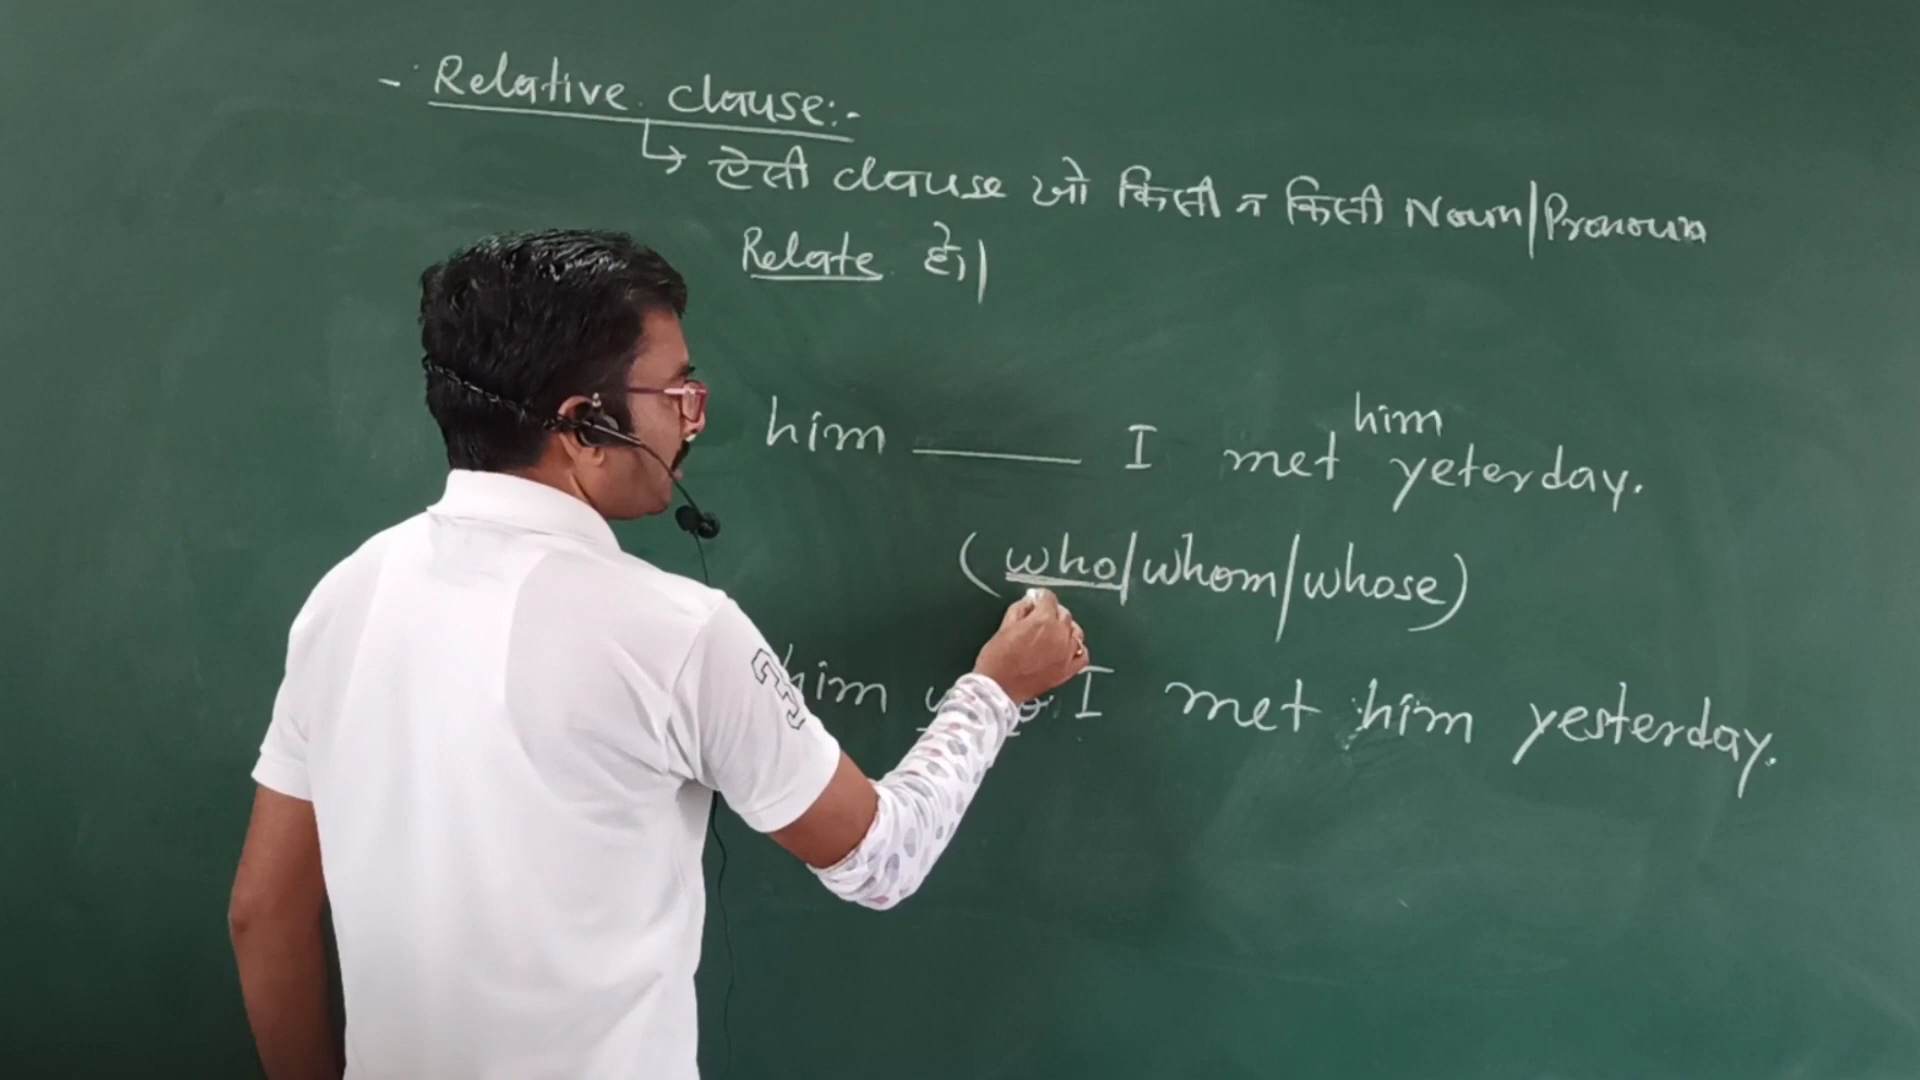 - Relative clause:-
↳ ऐसी clause जो किसी न किसी Noun|Pronoun
Relate हो|
him
him ______ I met yeterday.
(who/whom/whose)
him I met him yesterday.